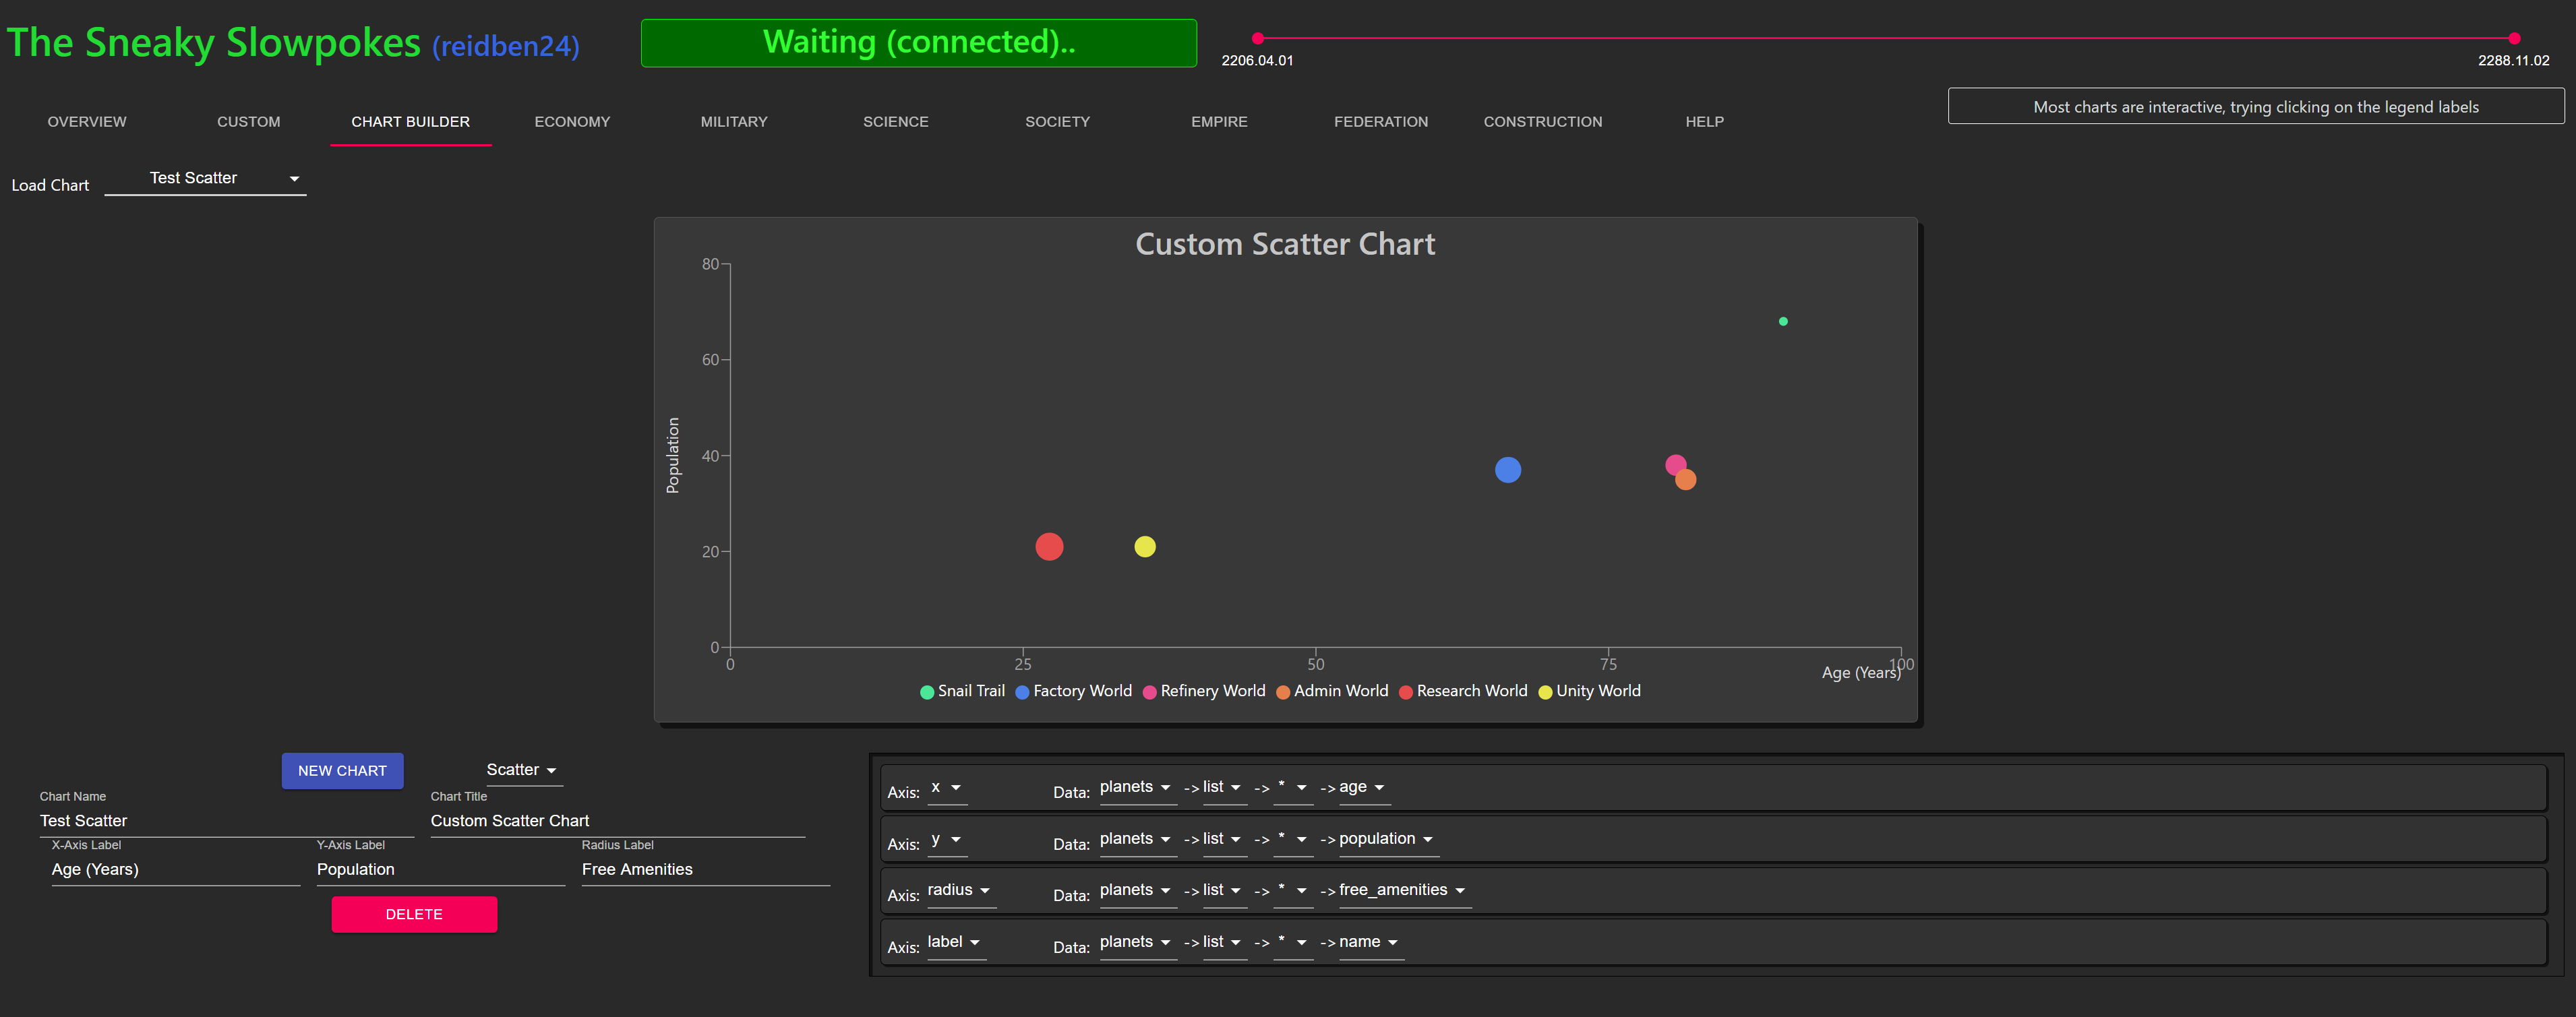 The Sneaky Slowpokes (reidben24)
Waiting (connected)..
2206.04.01 2288.11.02
OVERVIEW CUSTOM CHART BUILDER ECONOMY MILITARY SCIENCE SOCIETY EMPIRE FEDERATION CONSTRUCTION HELP
Most charts are interactive, trying clicking on the legend labels
Load Chart Test Scatter
Custom Scatter Chart
80
60
40
20
0
Population
0 25 50 75 100
Age (Years)
Snail Trail Factory World Refinery World Admin World Research World Unity World
NEW CHART Scatter
Chart Name Chart Title
Test Scatter Custom Scatter Chart
X-Axis Label Y-Axis Label Radius Label
Age (Years) Population Free Amenities
DELETE
Axis: x Data: planets -> list -> * -> age
Axis: y Data: planets -> list -> * -> population
Axis: radius Data: planets -> list -> * -> free_amenities
Axis: label Data: planets -> list -> * -> name